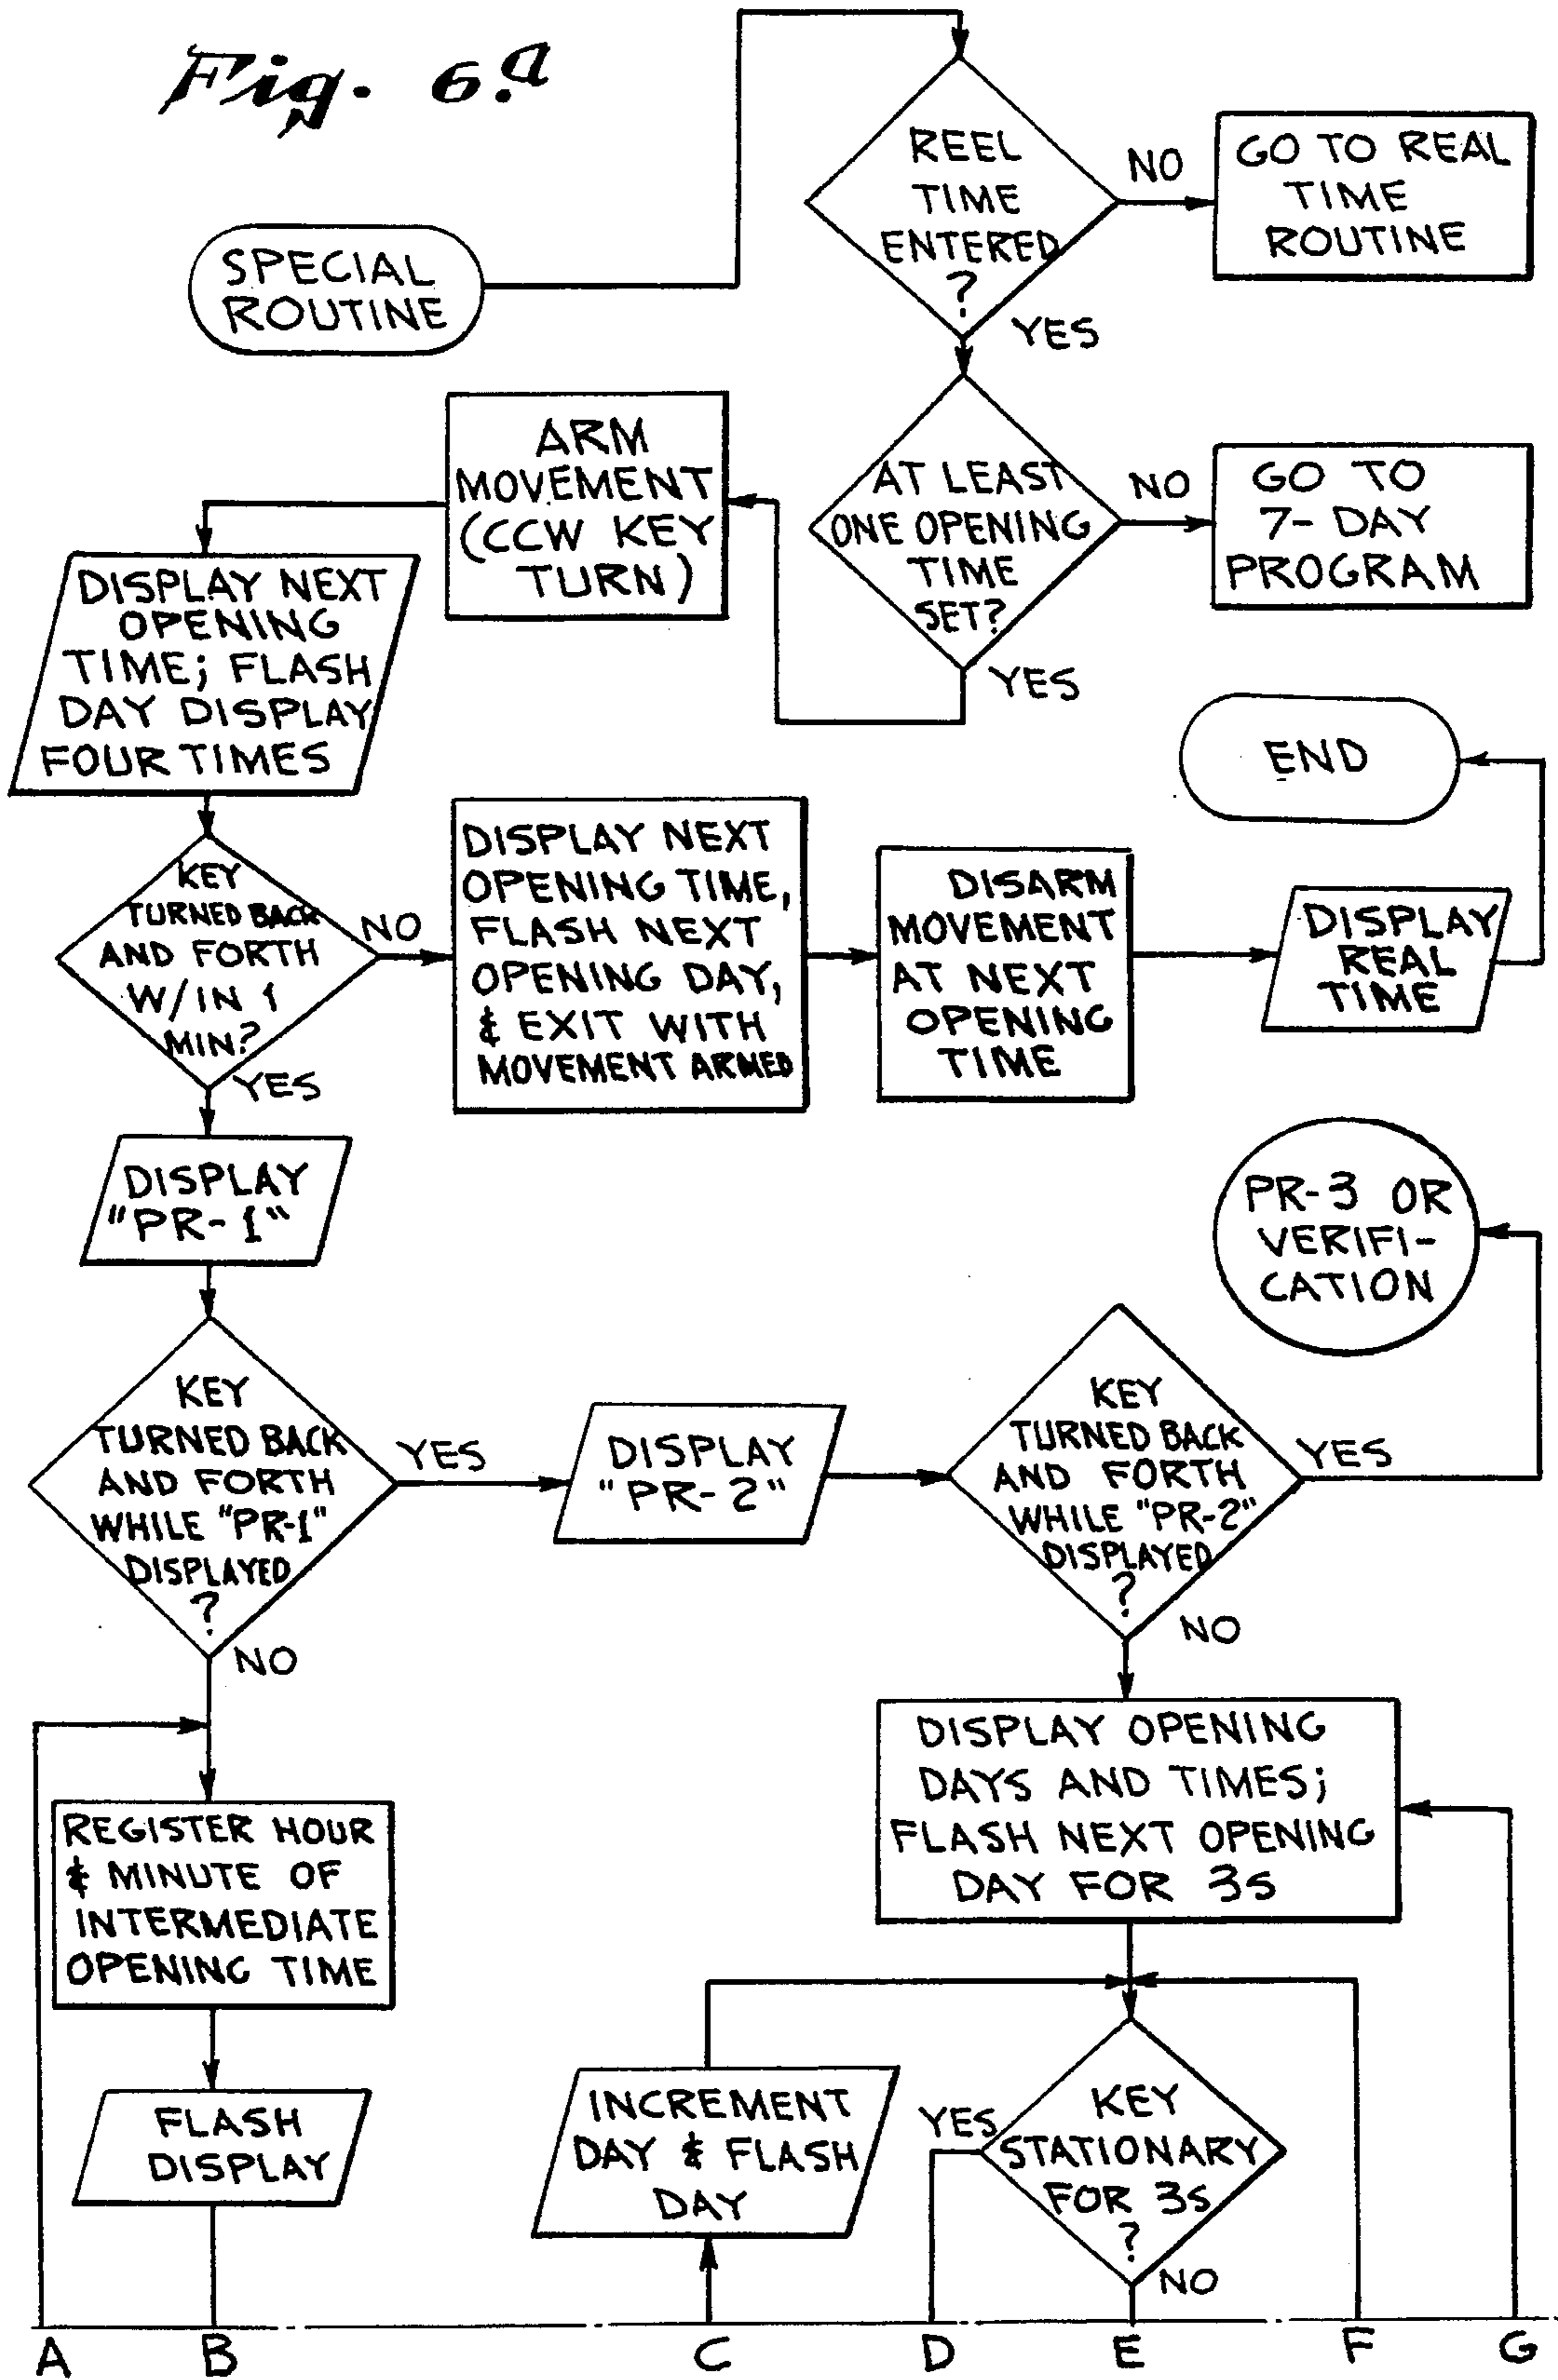 Fig. 6.a
SPECIAL
ROUTINE
REEL
TIME
ENTERED
?
NO
GO TO REAL
TIME
ROUTINE
YES
AT LEAST
ONE OPENING
TIME
SET?
NO
GO TO
7-DAY
PROGRAM
YES
ARM
MOVEMENT
(CCW KEY
TURN)
DISPLAY NEXT
OPENING
TIME; FLASH
DAY DISPLAY
FOUR TIMES
KEY
TURNED BACK
AND FORTH
W/IN 1
MIN?
NO
DISPLAY NEXT
OPENING TIME,
FLASH NEXT
OPENING DAY,
& EXIT WITH
MOVEMENT ARMED
DISARM
MOVEMENT
AT NEXT
OPENING
TIME
DISPLAY
REAL
TIME
END
YES
DISPLAY
"PR-1"
KEY
TURNED BACK
AND FORTH
WHILE "PR-1"
DISPLAYED
?
YES
DISPLAY
"PR-2"
KEY
TURNED BACK
AND FORTH
WHILE "PR-2"
DISPLAYED
?
YES
PR-3 OR
VERIFI-
CATION
NO
REGISTER HOUR
& MINUTE OF
INTERMEDIATE
OPENING TIME
FLASH
DISPLAY
NO
DISPLAY OPENING
DAYS AND TIMES;
FLASH NEXT OPENING
DAY FOR 3s
INCREMENT
DAY & FLASH
DAY
YES
KEY
STATIONARY
FOR 3s
?
NO
A B C D E F G